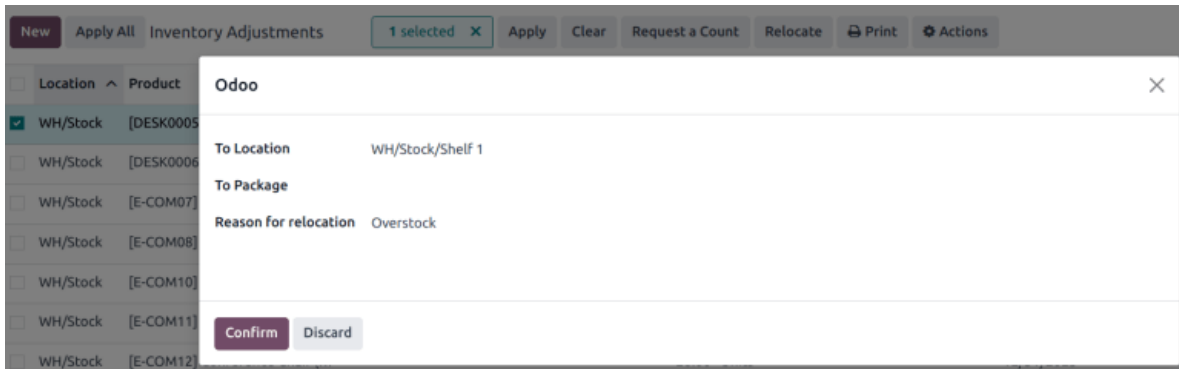 New Apply All Inventory Adjustments 1 selected × Apply Clear Request a Count Relocate Print Actions
Location Product
Odoo
WH/Stock [DESK0005
To Location WH/Stock/Shelf 1
WH/Stock [DESK0006
To Package
WH/Stock [E-COM07]
Reason for relocation Overstock
WH/Stock [E-COM08]
WH/Stock [E-COM10]
WH/Stock [E-COM11]
Confirm Discard
WH/Stock [E-COM12]